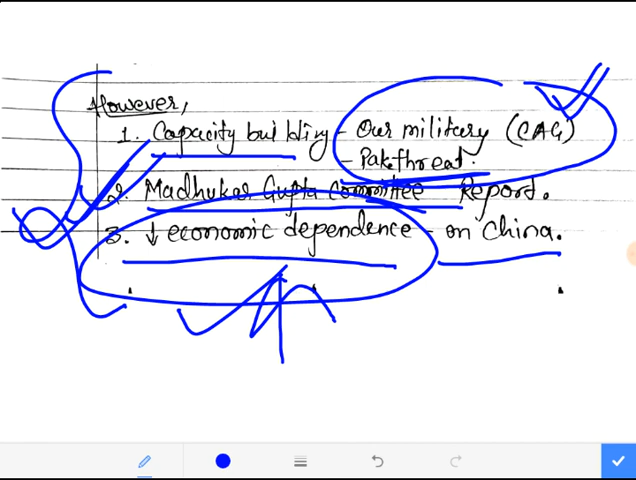 However,
1. Capacity building - Our military (CAG)
- Pak threat.
2. Madhukar Gupta committee Report.
3. ↓ economic dependence - on China.